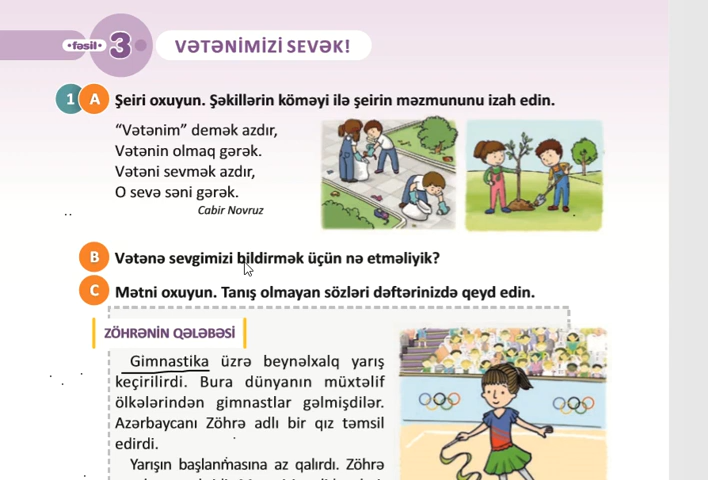 fəsil 3
VƏTƏNİMİZİ SEVƏK!
1 A Şeiri oxuyun. Şəkillərin köməyi ilə şeirin məzmununu izah edin.
“Vətənim” demək azdır,
Vətənin olmaq gərək.
Vətəni sevmək azdır,
O sevə səni gərək.
Cabir Novruz
B Vətənə sevgimizi bildirmək üçün nə etməliyik?
C Mətni oxuyun. Tanış olmayan sözləri dəftərinizdə qeyd edin.
ZÖHRƏNİN QƏLƏBƏSİ
Gimnastika üzrə beynəlxalq yarış
keçirilirdi. Bura dünyanın müxtəlif
ölkələrindən gimnastlar gəlmişdilər.
Azərbaycanı Zöhrə adlı bir qız təmsil
edirdi.
Yarışın başlanmasına az qalırdı. Zöhrə